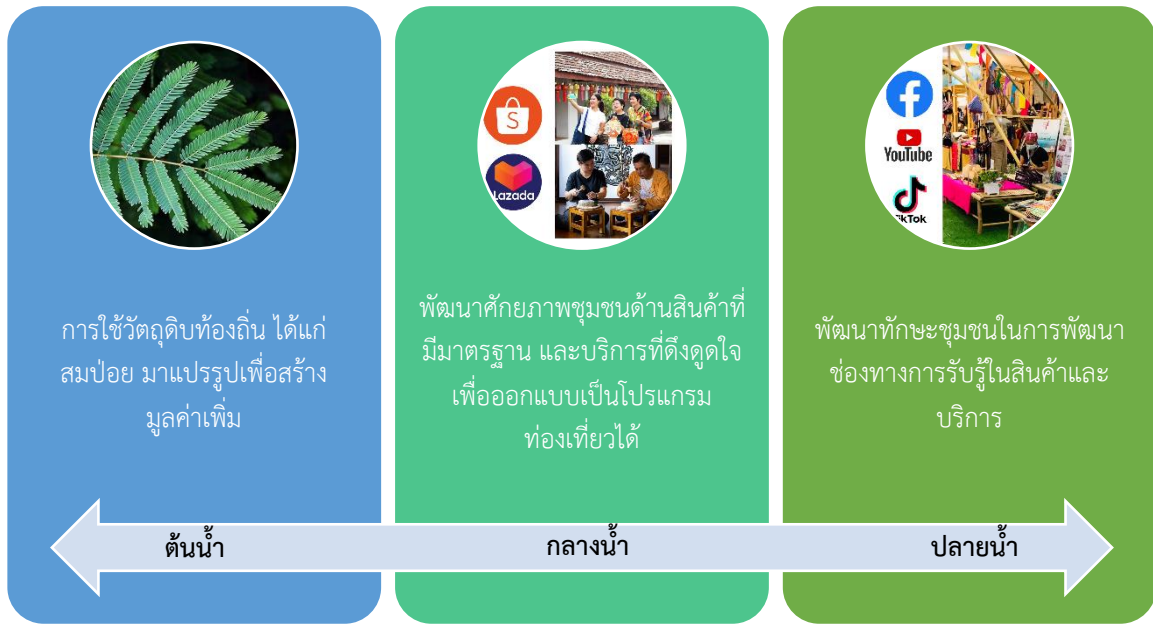 S
Lazada
YouTube
kTok
การใช้วัตถุดิบท้องถิ่น ได้แก่
สมป่อย มาแปรรูปเพื่อสร้าง
มูลค่าเพิ่ม
พัฒนาศักยภาพชุมชนด้านสินค้าที่
มีมาตรฐาน และบริการที่ดึงดูดใจ
เพื่อออกแบบเป็นโปรแกรม
ท่องเที่ยวได้
พัฒนาทักษะชุมชนในการพัฒนา
ช่องทางการรับรู้ในสินค้าและ
บริการ
ต้นน้ำ
กลางน้ำ
ปลายน้ำ